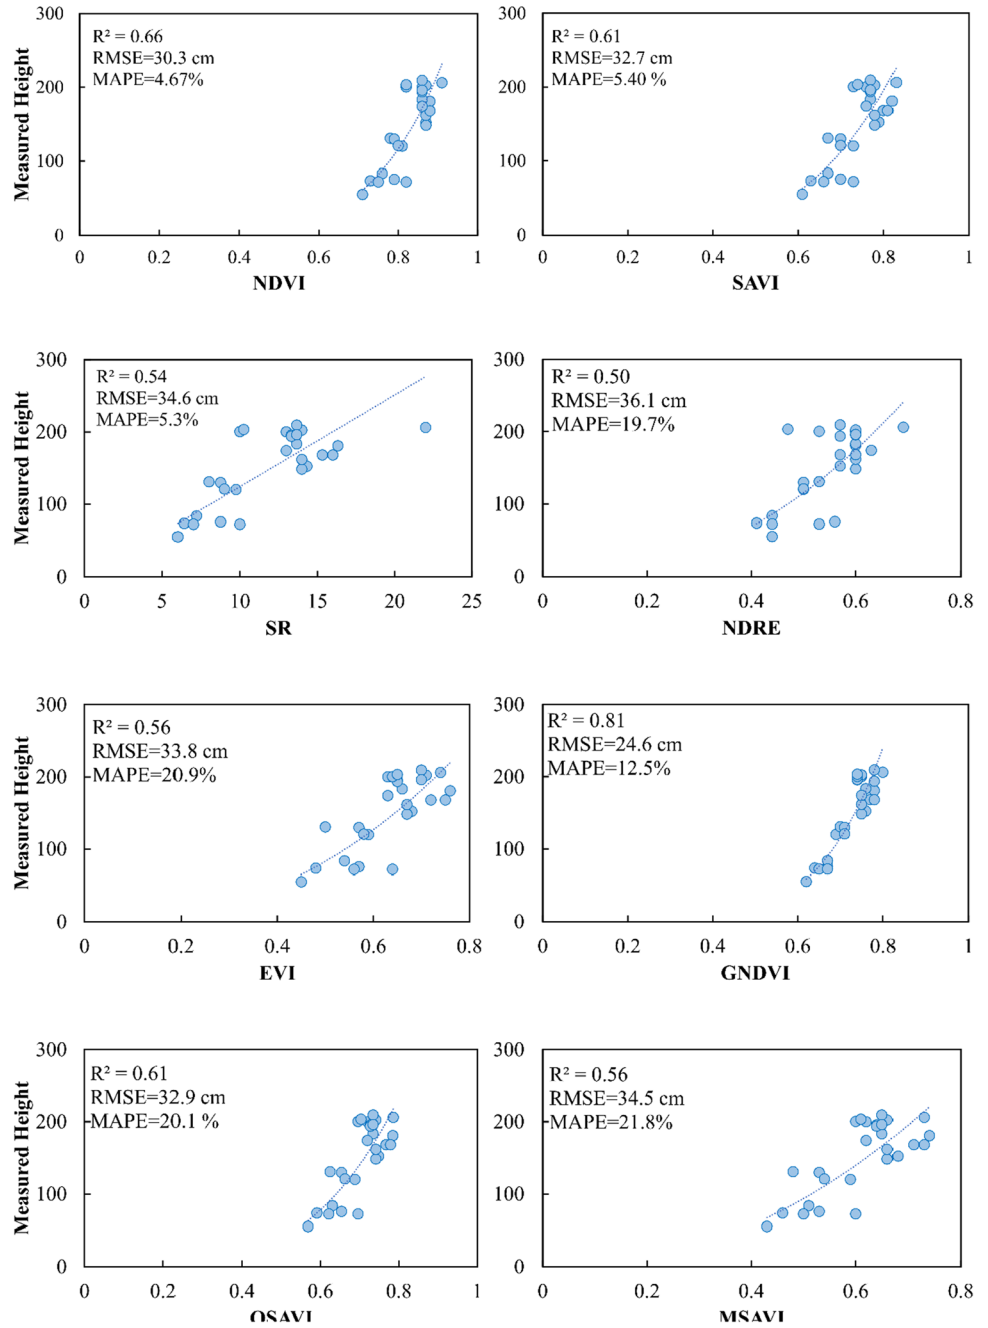 R² = 0.66
RMSE=30.3 cm
MAPE=4.67%
Measured Height
300
200
100
0
0 0.2 0.4 0.6 0.8 1
NDVI
R² = 0.61
RMSE=32.7 cm
MAPE=5.40 %
300
200
100
0
0 0.2 0.4 0.6 0.8 1
SAVI
R² = 0.54
RMSE=34.6 cm
MAPE=5.3%
Measured Height
300
200
100
0
0 5 10 15 20 25
SR
R² = 0.50
RMSE=36.1 cm
MAPE=19.7%
300
200
100
0
0 0.2 0.4 0.6 0.8
NDRE
R² = 0.56
RMSE=33.8 cm
MAPE=20.9%
Measured Height
300
200
100
0
0 0.2 0.4 0.6 0.8
EVI
R² = 0.81
RMSE=24.6 cm
MAPE=12.5%
300
200
100
0
0 0.2 0.4 0.6 0.8 1
GNDVI
R² = 0.61
RMSE=32.9 cm
MAPE=20.1 %
Measured Height
300
200
100
0
0 0.2 0.4 0.6 0.8 1
OSAVI
R² = 0.56
RMSE=34.5 cm
MAPE=21.8%
300
200
100
0
0 0.2 0.4 0.6 0.8
MSAVI